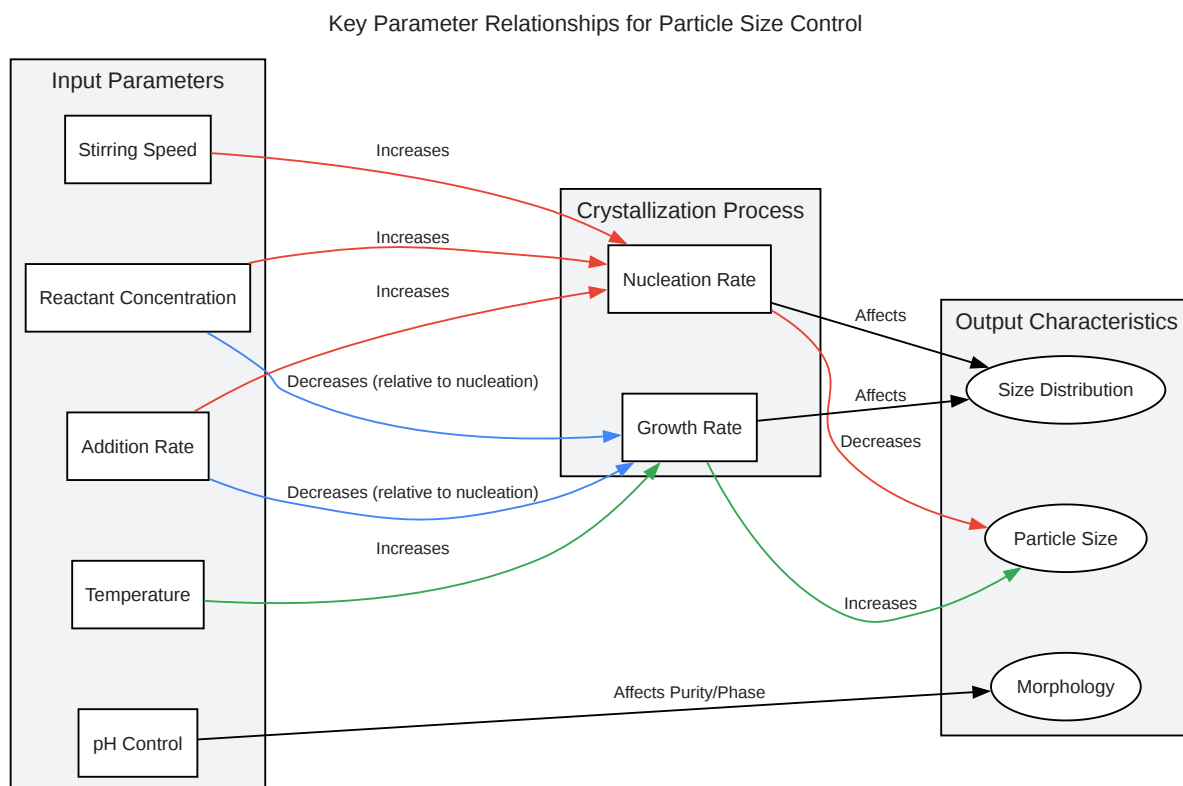 Key Parameter Relationships for Particle Size Control
Input Parameters
Stirring Speed
Increases
Crystallization Process
Reactant Concentration
Increases
Nucleation Rate
Increases
Affects
Output Characteristics
Decreases (relative to nucleation)
Size Distribution
Affects
Growth Rate
Addition Rate
Decreases
Decreases (relative to nucleation)
Particle Size
Increases
Temperature
Increases
Affects Purity/Phase
Morphology
pH Control